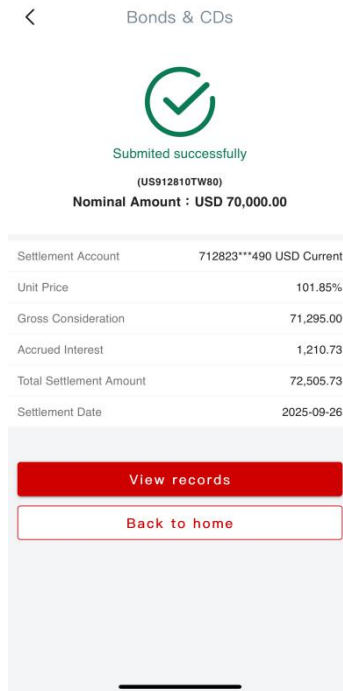 Bonds & CDs
Submited successfully
(US912810TW80)
Nominal Amount：USD 70,000.00
Settlement Account 712823***490 USD Current
Unit Price 101.85%
Gross Consideration 71,295.00
Accrued Interest 1,210.73
Total Settlement Amount 72,505.73
Settlement Date 2025-09-26
View records
Back to home